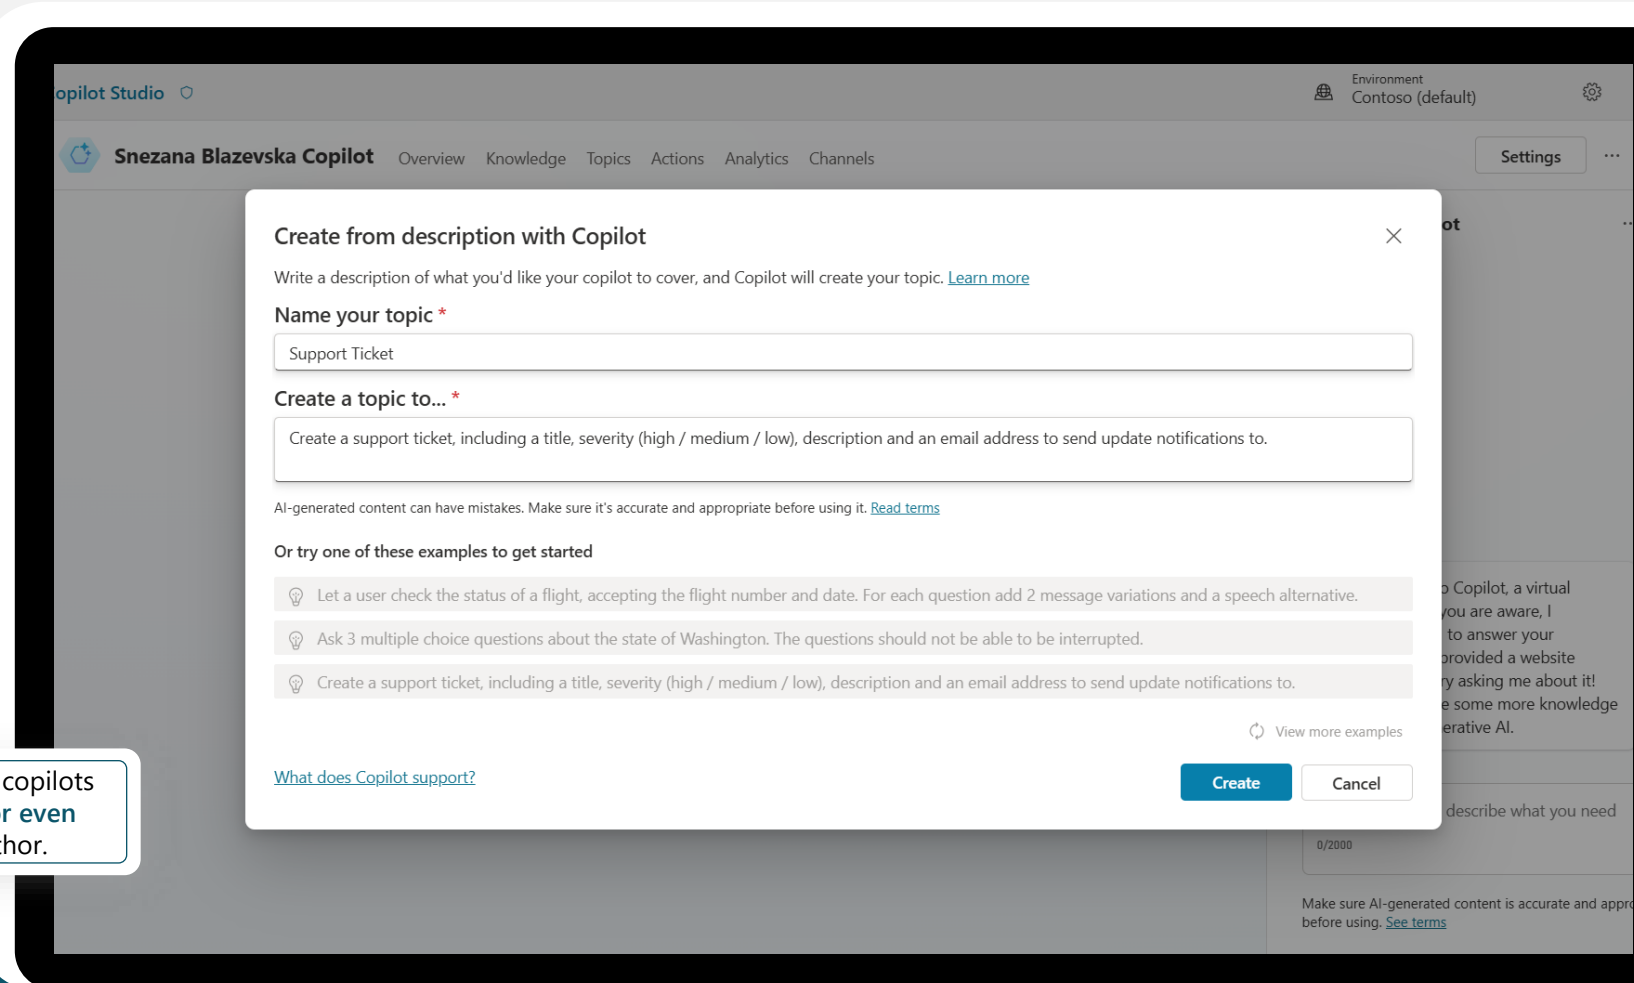 Copilot Studio
Environment
Contoso (default)
Snezana Blazevska Copilot Overview Knowledge Topics Actions Analytics Channels
Settings
Create from description with Copilot
Write a description of what you'd like your copilot to cover, and Copilot will create your topic. Learn more
Name your topic *
Support Ticket
Create a topic to... *
Create a support ticket, including a title, severity (high / medium / low), description and an email address to send update notifications to.
AI-generated content can have mistakes. Make sure it's accurate and appropriate before using it. Read terms
Or try one of these examples to get started
Let a user check the status of a flight, accepting the flight number and date. For each question add 2 message variations and a speech alternative.
Ask 3 multiple choice questions about the state of Washington. The questions should not be able to be interrupted.
Create a support ticket, including a title, severity (high / medium / low), description and an email address to send update notifications to.
View more examples
What does Copilot support?
Create
Cancel
Copilot, a virtual
you are aware, I
to answer your
provided a website
asking me about it!
some more knowledge
AI.
describe what you need
0/2000
Make sure AI-generated content is accurate and
before using. See terms
copilots
or even